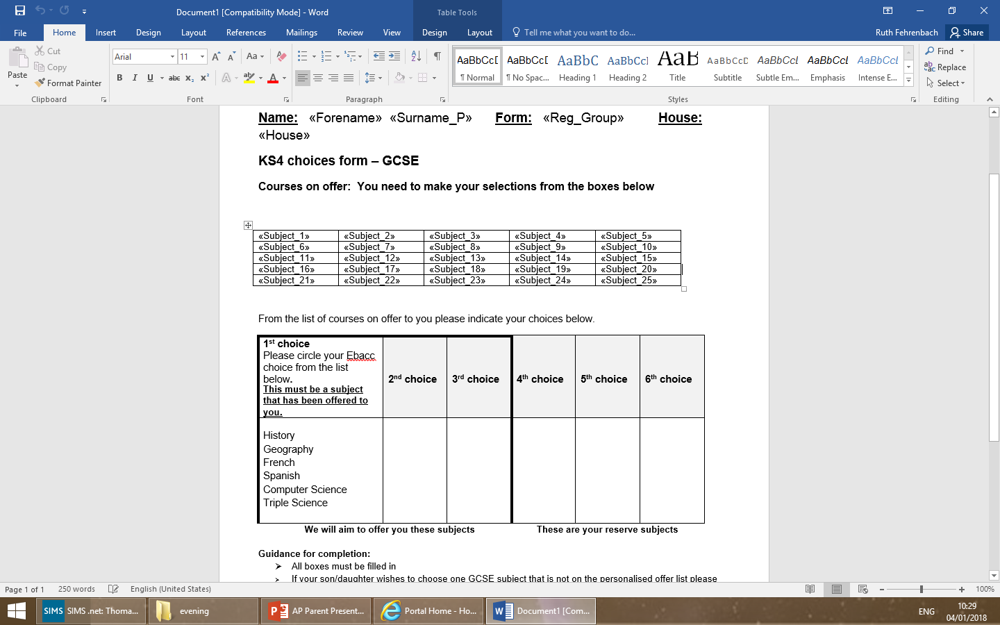 Document1 [Compatibility Mode] - Word
Table Tools
File Home Insert Design Layout References Mailings Review View Design Layout Tell me what you want to do... Ruth Fehrenbach Share
Paste
Cut
Copy
Format Painter
Clipboard
Arial 11
Font
Paragraph
AaBbCcI AaBbCcI AaBbC AaBbCcI AaB AaBbCcD AaBbCcI AaBbCcI AaBbCcI
¶ Normal ¶ No Spac... Heading 1 Heading 2 Title Subtitle Subtle Em... Emphasis Intense E...
Styles
Find
Replace
Select
Editing
Name: «Forename» «Surname_P» Form: «Reg_Group» House:
«House»
KS4 choices form – GCSE
Courses on offer: You need to make your selections from the boxes below
«Subject_1» «Subject_2» «Subject_3» «Subject_4» «Subject_5»
«Subject_6» «Subject_7» «Subject_8» «Subject_9» «Subject_10»
«Subject_11» «Subject_12» «Subject_13» «Subject_14» «Subject_15»
«Subject_16» «Subject_17» «Subject_18» «Subject_19» «Subject_20»
«Subject_21» «Subject_22» «Subject_23» «Subject_24» «Subject_25»
From the list of courses on offer to you please indicate your choices below.
1st choice
Please circle your Ebacc
choice from the list
below.
This must be a subject
that has been offered to
you.
2nd choice 3rd choice 4th choice 5th choice 6th choice
History
Geography
French
Spanish
Computer Science
Triple Science
We will aim to offer you these subjects These are your reserve subjects
Guidance for completion:
All boxes must be filled in
If your son/daughter wishes to choose one GCSE subject that is not on the personalised offer list please
Page 1 of 1 250 words English (United States) 100%
SIMS SIMS .net: Thoma... evening AP Parent Present... Portal Home - Ho... Document1 [Com... ENG 10:29
04/01/2018